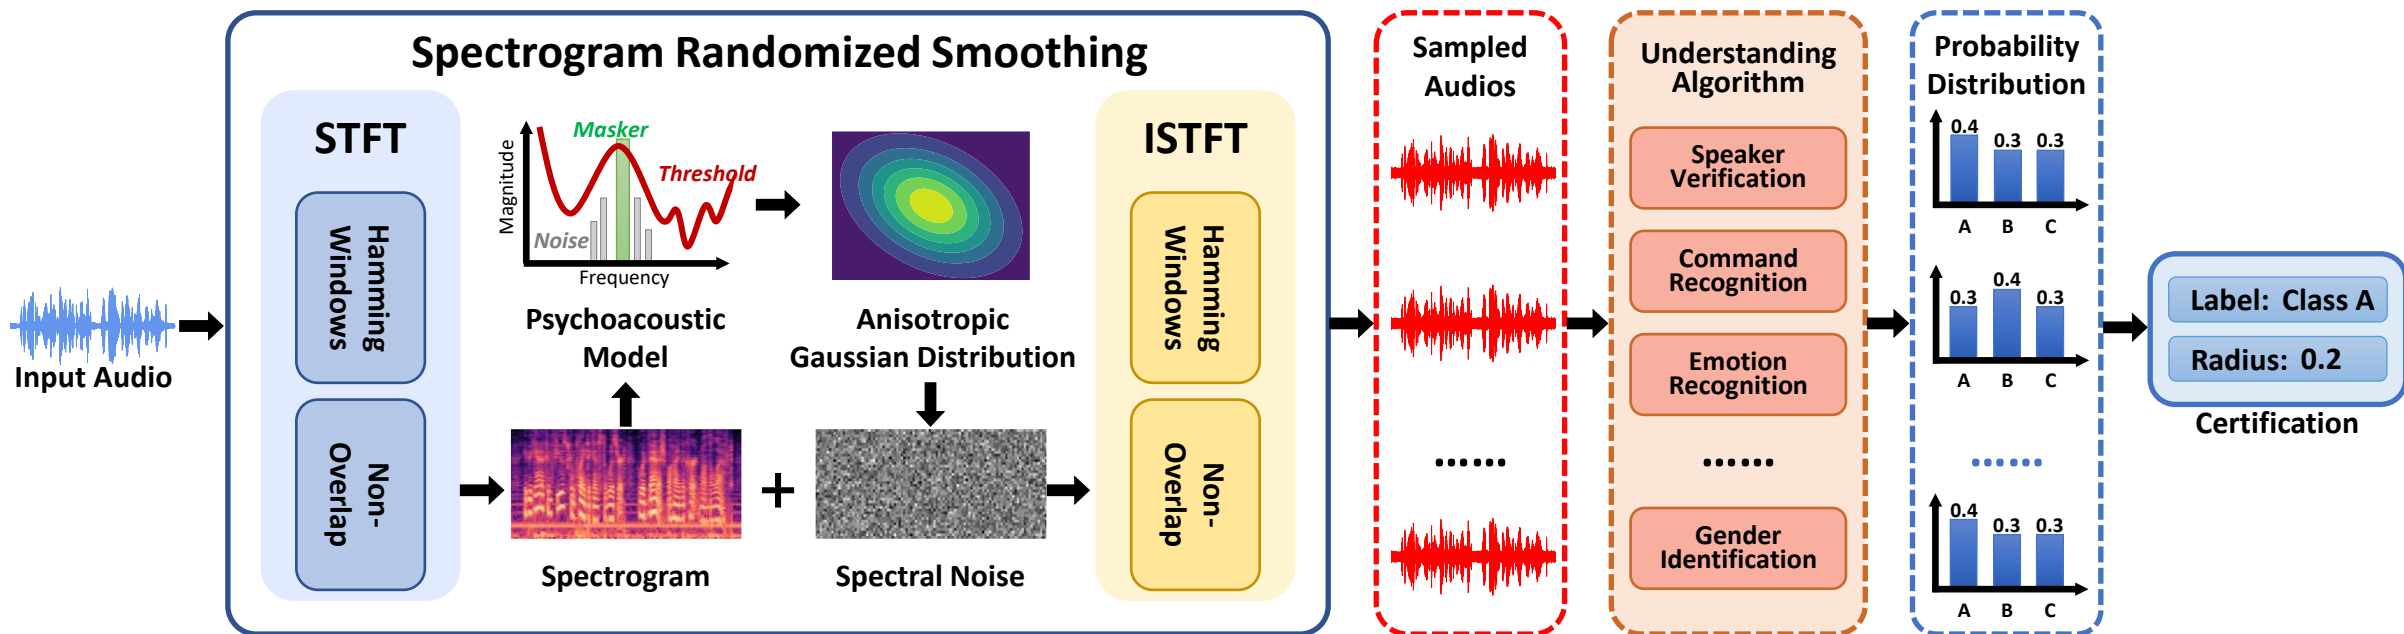 Input Audio
Spectrogram Randomized Smoothing
STFT
Hamming
Windows
Non-
Overlap
Magnitude
Masker
Threshold
Noise
Frequency
Psychoacoustic
Model
Anisotropic
Gaussian Distribution
Spectrogram
+
Spectral Noise
ISTFT
Hamming
Windows
Non-
Overlap
Sampled
Audios
......
Understanding
Algorithm
Speaker
Verification
Command
Recognition
Emotion
Recognition
......
Gender
Identification
Probability
Distribution
0.4 0.3 0.3
A B C
0.3 0.4 0.3
A B C
......
0.4 0.3 0.3
A B C
Label: Class A
Radius: 0.2
Certification